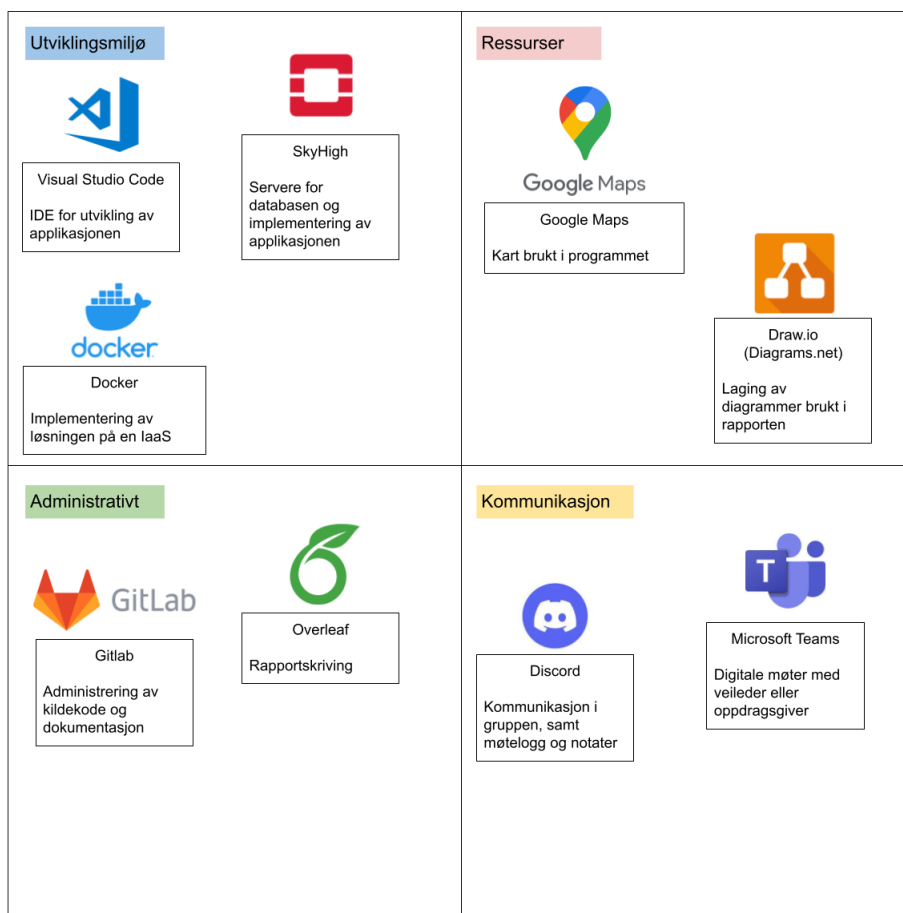 Utviklingsmiljø
Visual Studio Code
IDE for utvikling av
applikasjonen
SkyHigh
Servere for
databasen og
implementering av
applikasjonen
docker
Docker
Implementering av
løsningen på en IaaS
Ressurser
Google Maps
Google Maps
Kart brukt i programmet
Draw.io
(Diagrams.net)
Laging av
diagrammer brukt i
rapporten
Administrativt
GitLab
Gitlab
Administrering av
kildekode og
dokumentasjon
Overleaf
Rapportskriving
Kommunikasjon
Discord
Kommunikasjon i
gruppen, samt
møtelogg og notater
T
Microsoft Teams
Digitale møter med
veileder eller
oppdragsgiver